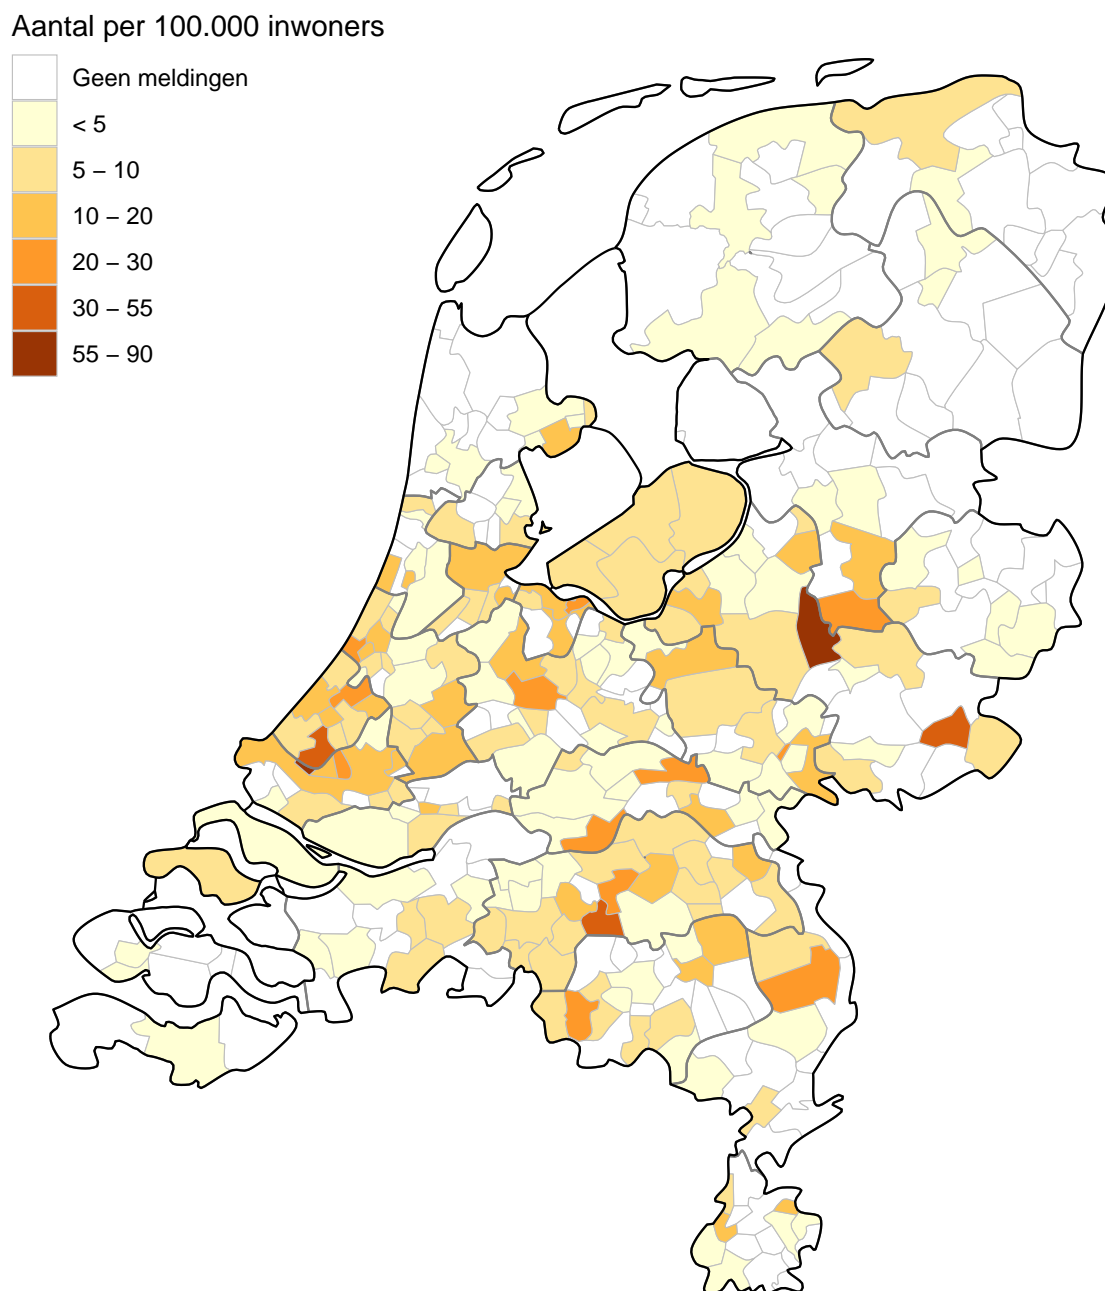 Aantal per 100.000 inwoners
Geen meldingen
< 5
5 – 10
10 – 20
20 – 30
30 – 55
55 – 90